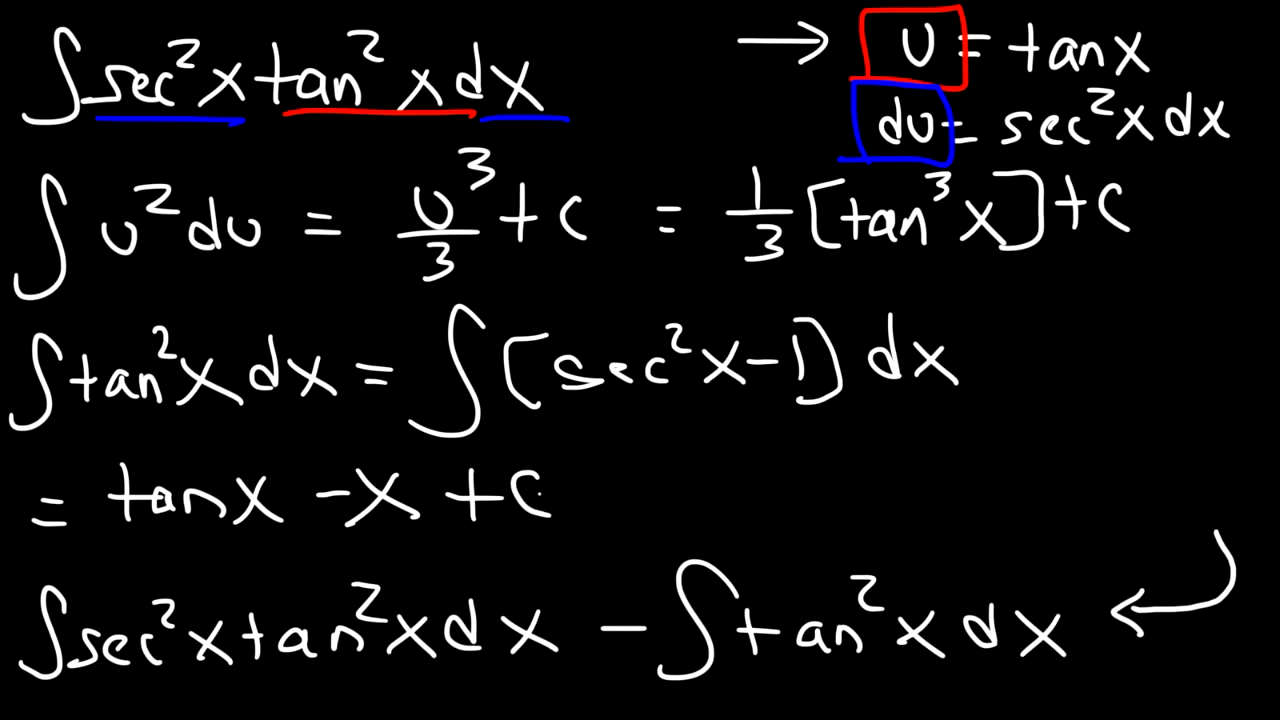 ∫sec²x tan²x dx → u = tanx
du = sec²x dx
∫u²du = u³/3 + c = 1/3 [tan³x] + c
∫tan²x dx = ∫(sec²x-1) dx
= tanx - x + c
∫sec²x tan²x dx - ∫tan²x dx ←